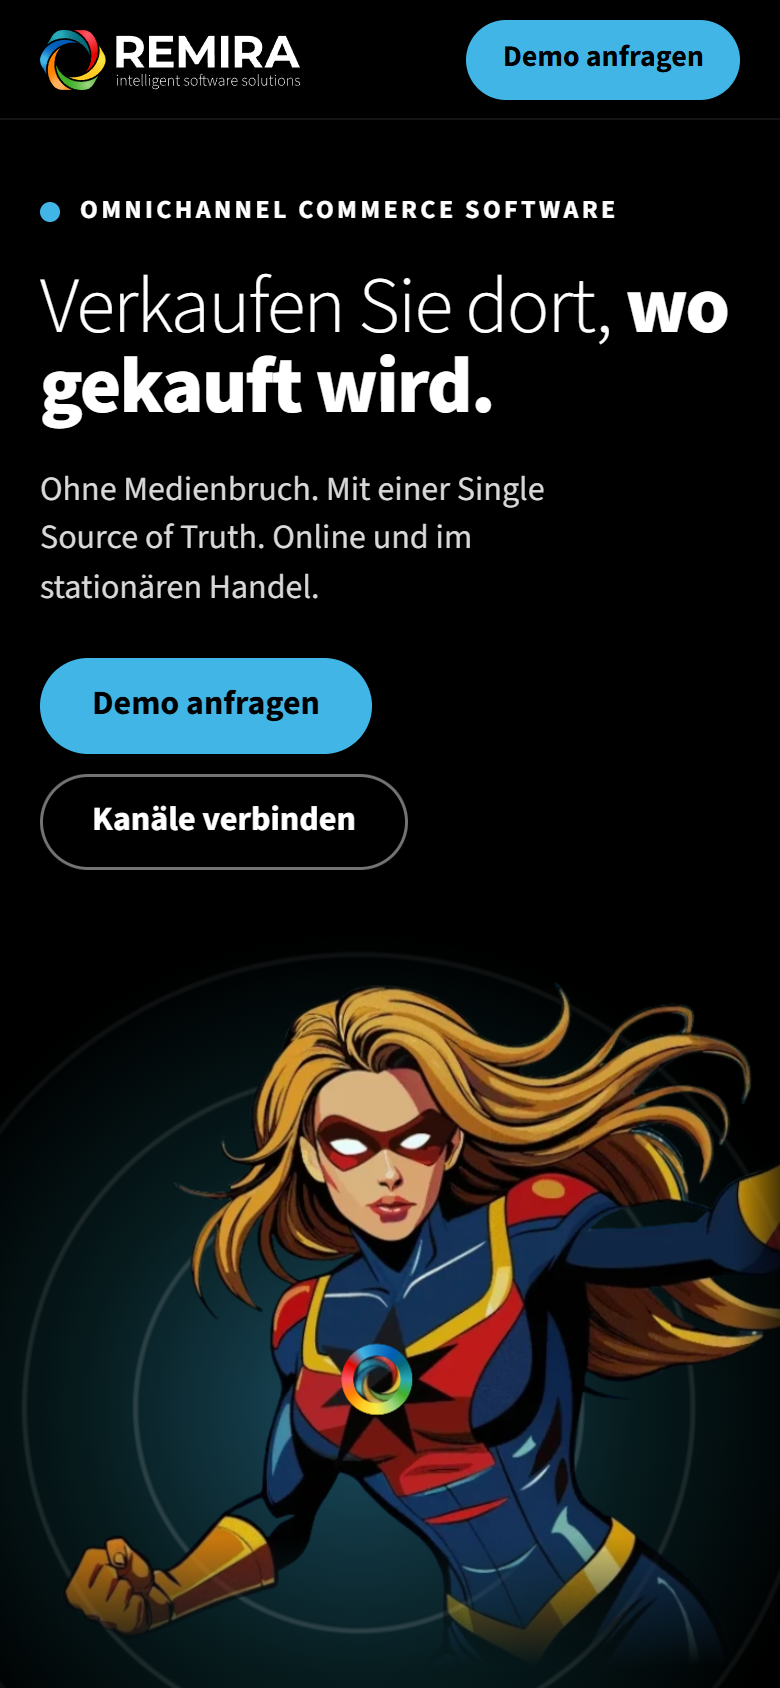 REMIRA
intelligent software solutions
Demo anfragen
OMNICHANNEL COMMERCE SOFTWARE
Verkaufen Sie dort, wo
gekauft wird.
Ohne Medienbruch. Mit einer Single
Source of Truth. Online und im
stationären Handel.
Demo anfragen
Kanäle verbinden